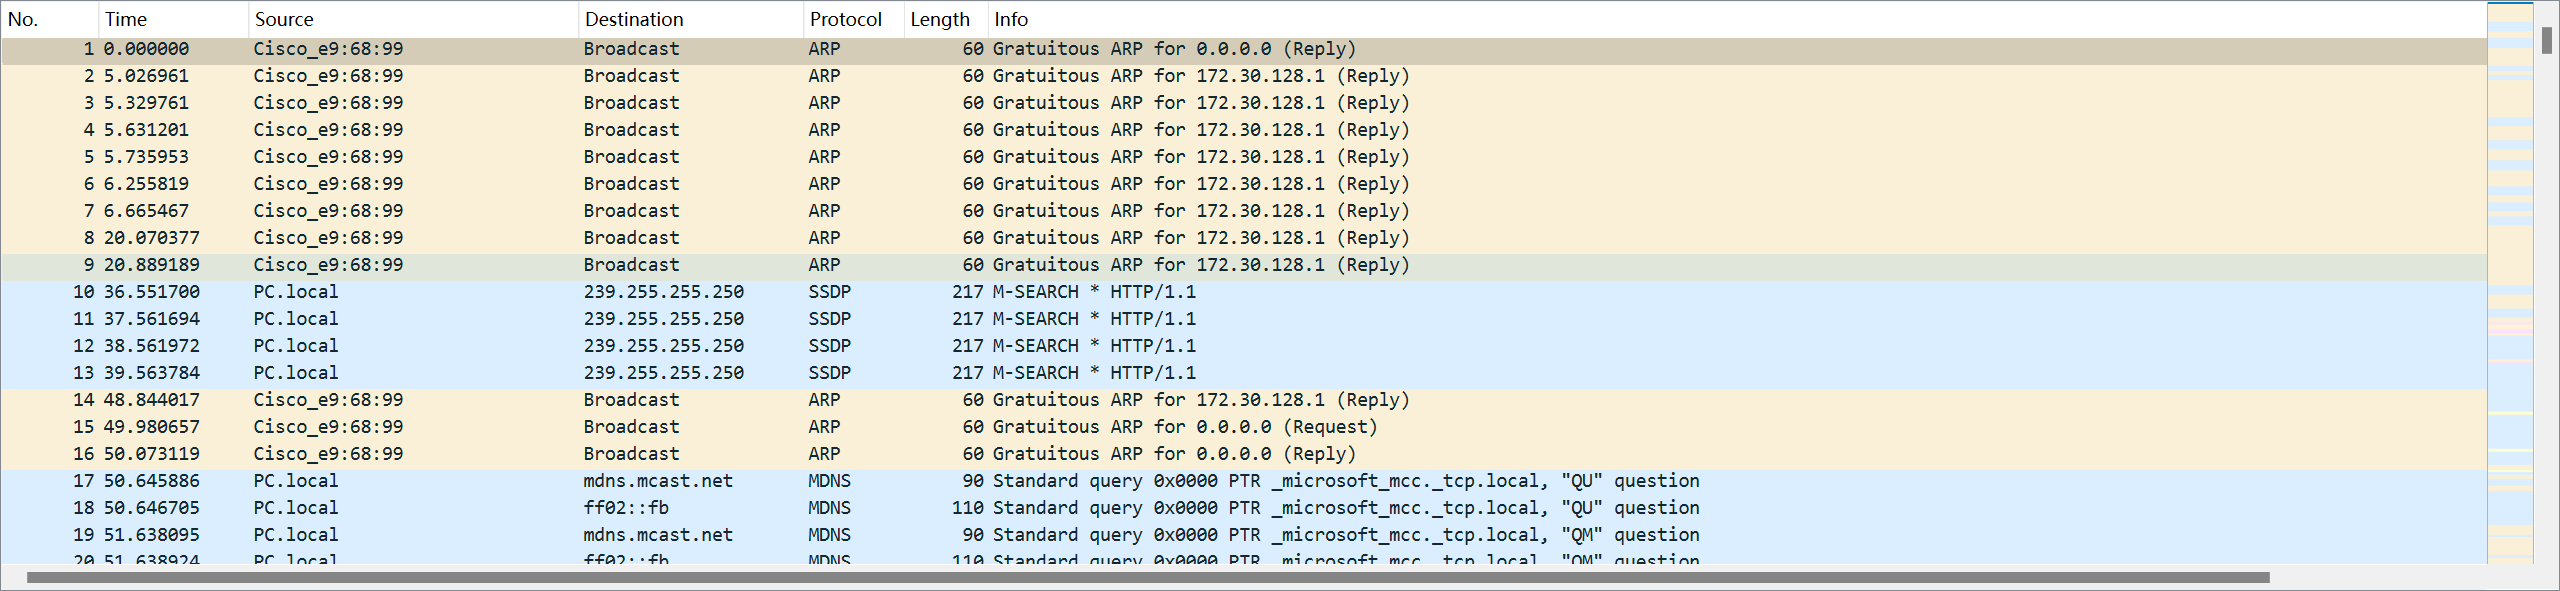 No. Time Source Destination Protocol Length Info
1 0.000000 Cisco_e9:68:99 Broadcast ARP 60 Gratuitous ARP for 0.0.0.0 (Reply)
2 5.026961 Cisco_e9:68:99 Broadcast ARP 60 Gratuitous ARP for 172.30.128.1 (Reply)
3 5.329761 Cisco_e9:68:99 Broadcast ARP 60 Gratuitous ARP for 172.30.128.1 (Reply)
4 5.631201 Cisco_e9:68:99 Broadcast ARP 60 Gratuitous ARP for 172.30.128.1 (Reply)
5 5.735953 Cisco_e9:68:99 Broadcast ARP 60 Gratuitous ARP for 172.30.128.1 (Reply)
6 6.255819 Cisco_e9:68:99 Broadcast ARP 60 Gratuitous ARP for 172.30.128.1 (Reply)
7 6.665467 Cisco_e9:68:99 Broadcast ARP 60 Gratuitous ARP for 172.30.128.1 (Reply)
8 20.070377 Cisco_e9:68:99 Broadcast ARP 60 Gratuitous ARP for 172.30.128.1 (Reply)
9 20.889189 Cisco_e9:68:99 Broadcast ARP 60 Gratuitous ARP for 172.30.128.1 (Reply)
10 36.551700 PC.local 239.255.255.250 SSDP 217 M-SEARCH * HTTP/1.1
11 37.561694 PC.local 239.255.255.250 SSDP 217 M-SEARCH * HTTP/1.1
12 38.561972 PC.local 239.255.255.250 SSDP 217 M-SEARCH * HTTP/1.1
13 39.563784 PC.local 239.255.255.250 SSDP 217 M-SEARCH * HTTP/1.1
14 48.844017 Cisco_e9:68:99 Broadcast ARP 60 Gratuitous ARP for 172.30.128.1 (Reply)
15 49.980657 Cisco_e9:68:99 Broadcast ARP 60 Gratuitous ARP for 0.0.0.0 (Request)
16 50.073119 Cisco_e9:68:99 Broadcast ARP 60 Gratuitous ARP for 0.0.0.0 (Reply)
17 50.645886 PC.local mdns.mcast.net MDNS 90 Standard query 0x0000 PTR _microsoft_mcc._tcp.local, "QU" question
18 50.646705 PC.local ff02::fb MDNS 110 Standard query 0x0000 PTR _microsoft_mcc._tcp.local, "QU" question
19 51.638095 PC.local mdns.mcast.net MDNS 90 Standard query 0x0000 PTR _microsoft_mcc._tcp.local, "QM" question
20 51.638924 PC.local ff02::fb MDNS 110 Standard query 0x0000 PTR _microsoft_mcc._tcp.local, "QM" question